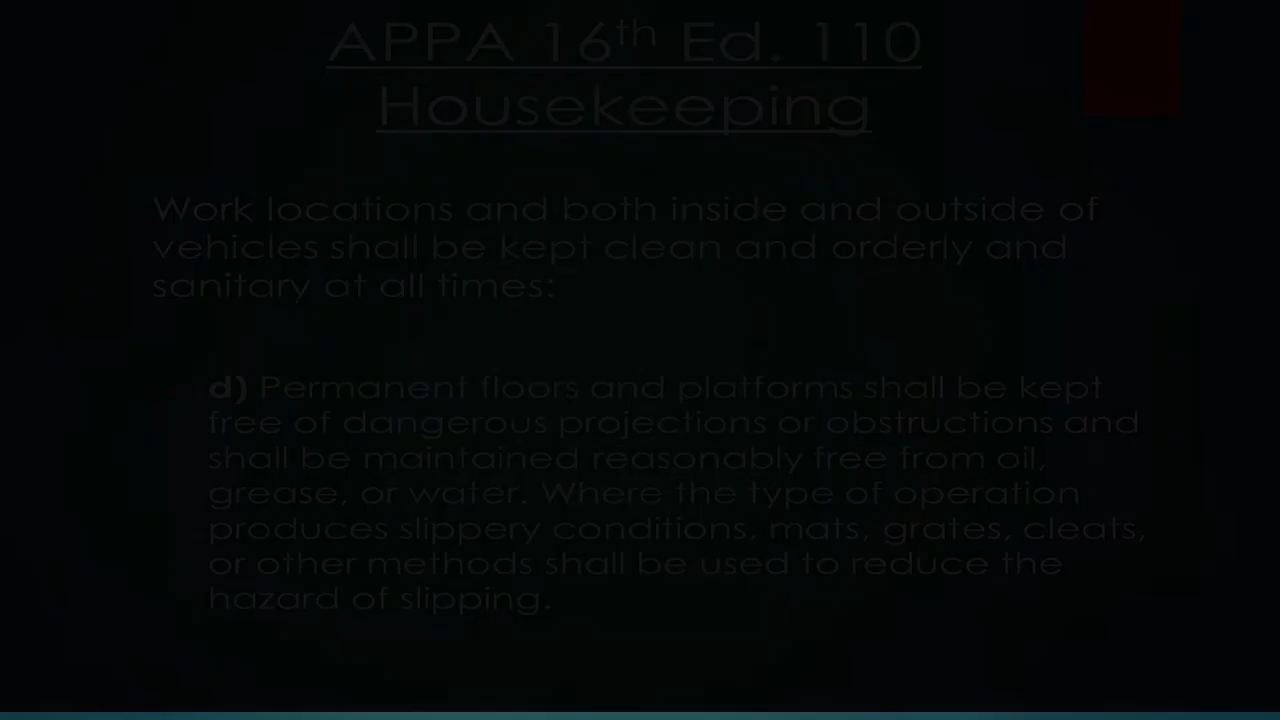 APPA 16th Ed. 110
Housekeeping
Work locations and both inside and outside of
vehicles shall be kept clean and orderly and
sanitary at all times:
d) Permanent floors and platforms shall be kept
free of dangerous projections or obstructions and
shall be maintained reasonably free from oil,
grease, or water. Where the type of operation
produces slippery conditions, mats, grates, cleats,
or other methods shall be used to reduce the
hazard of slipping.